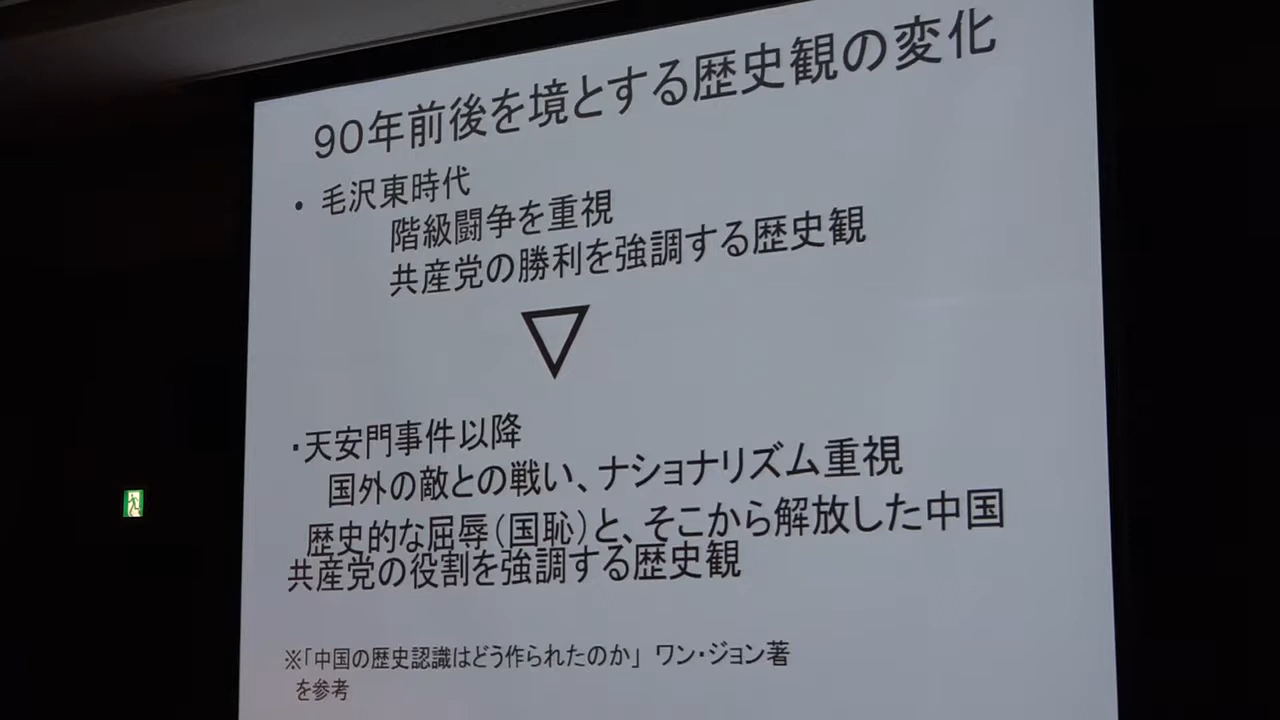 90年前後を境とする歴史観の変化
・ 毛沢東時代
階級闘争を重視
共産党の勝利を強調する歴史観
・天安門事件以降
国外の敵との戦い、ナショナリズム重視
歴史的な屈辱(国恥)と、そこから解放した中国
共産党の役割を強調する歴史観
※「中国の歴史認識はどう作られたのか」 ワン・ジョン著
を参考